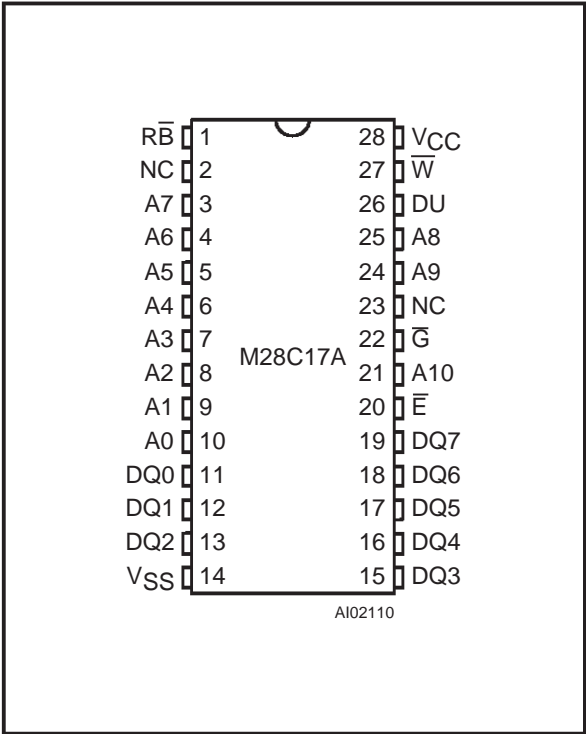 RB̅ 1 28 VCC
NC 2 27 W̅
A7 3 26 DU
A6 4 25 A8
A5 5 24 A9
A4 6 23 NC
A3 7 22 G̅
M28C17A
A2 8 21 A10
A1 9 20 E̅
A0 10 19 DQ7
DQ0 11 18 DQ6
DQ1 12 17 DQ5
DQ2 13 16 DQ4
VSS 14 15 DQ3
AI02110